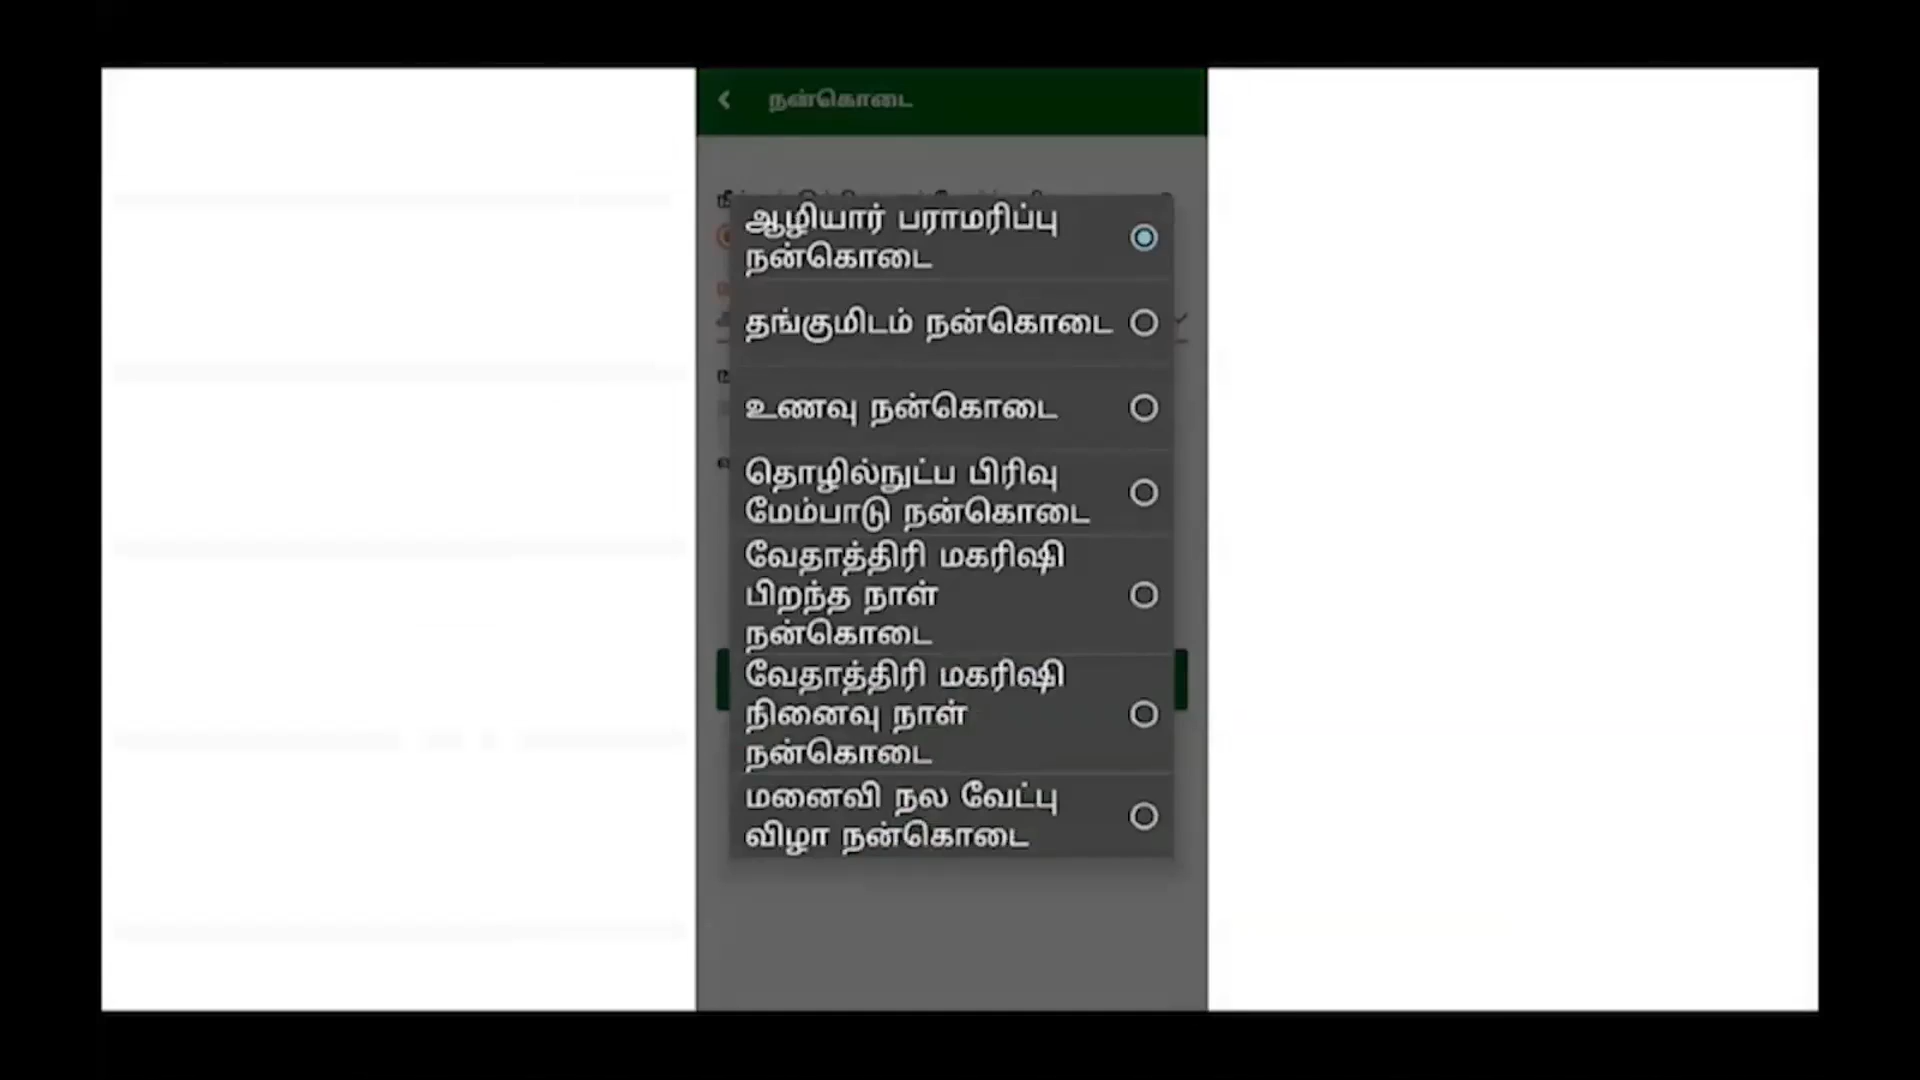 நன்கொடை
ஆழியார் பராமரிப்பு
நன்கொடை
தங்குமிடம் நன்கொடை
உணவு நன்கொடை
தொழில்நுட்ப பிரிவு
மேம்பாடு நன்கொடை
வேதாத்திரி மகரிஷி
பிறந்த நாள்
நன்கொடை
வேதாத்திரி மகரிஷி
நினைவு நாள்
நன்கொடை
மனைவி நல வேட்பு
விழா நன்கொடை